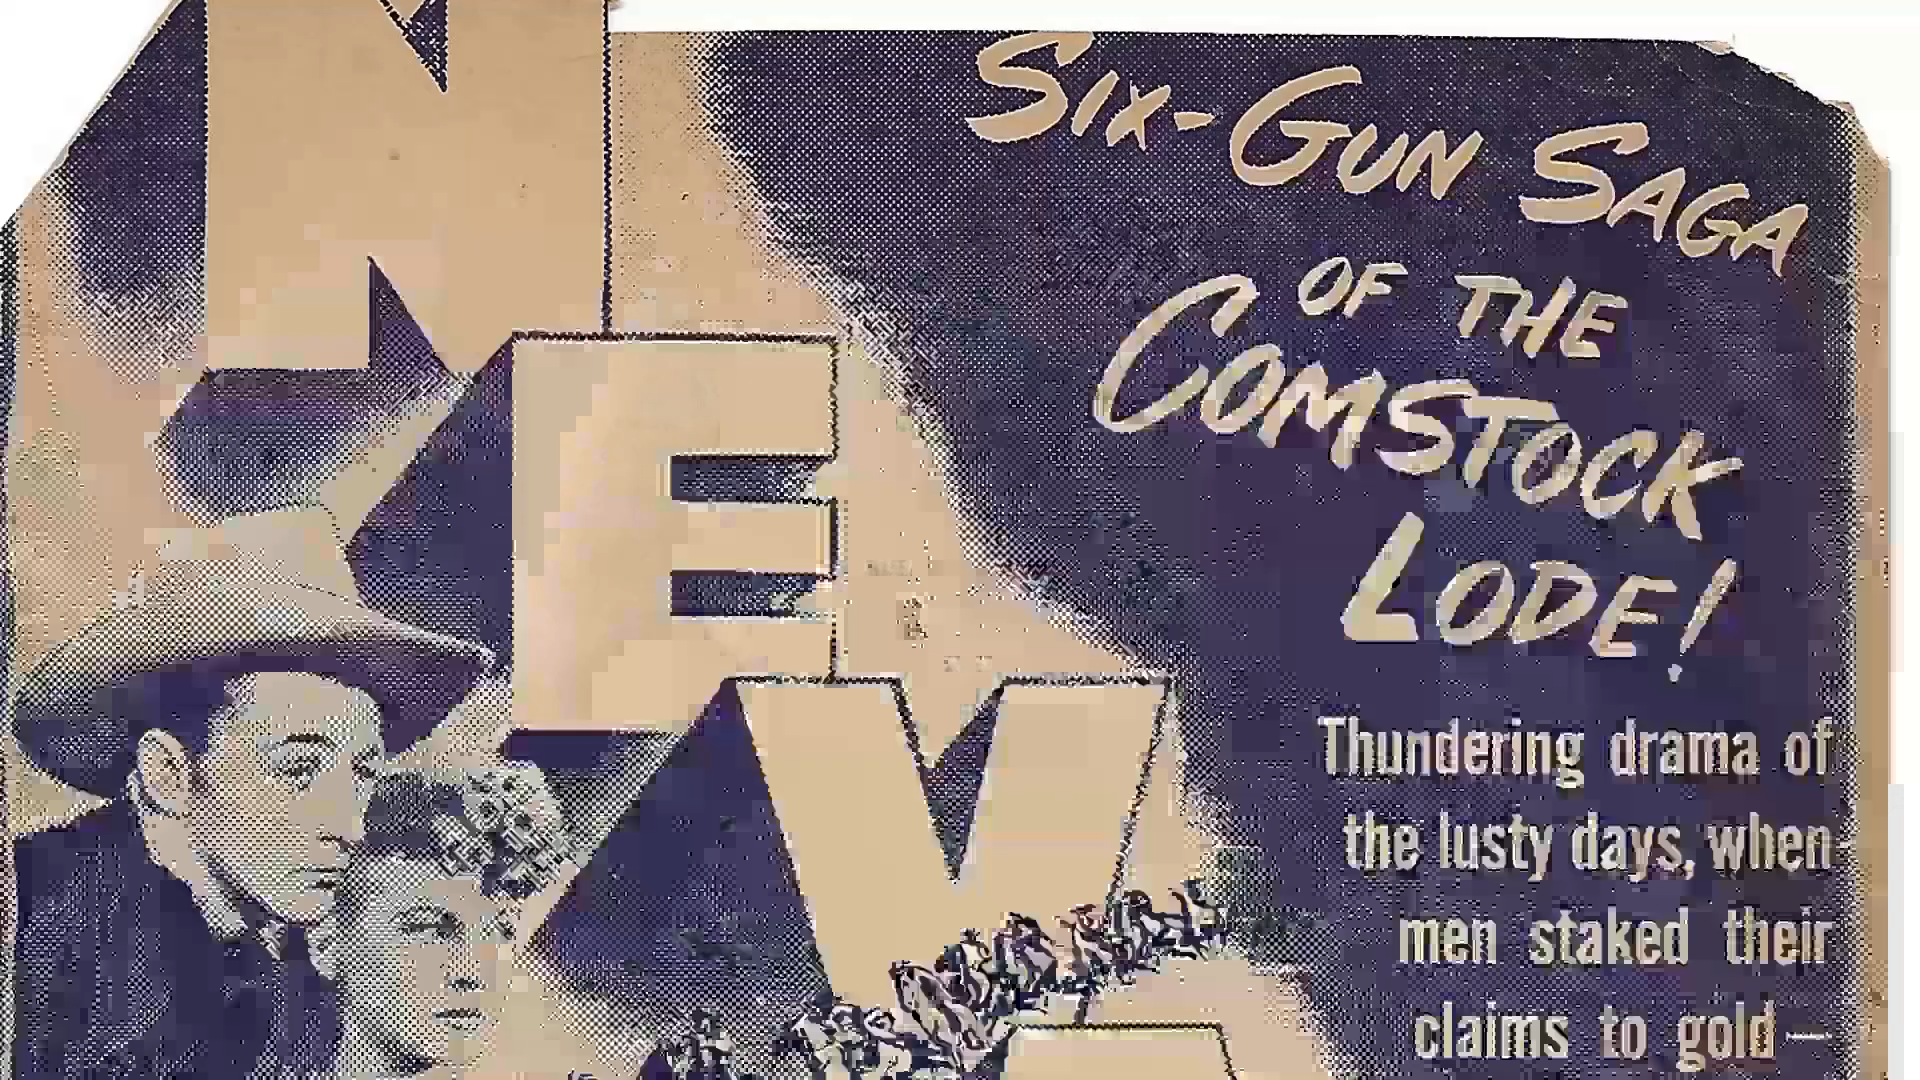 N
E
V
SIX-GUN SAGA
OF THE
COMSTOCK
LODE!
Thundering drama of
the lusty days, when
men staked their
claims to gold—